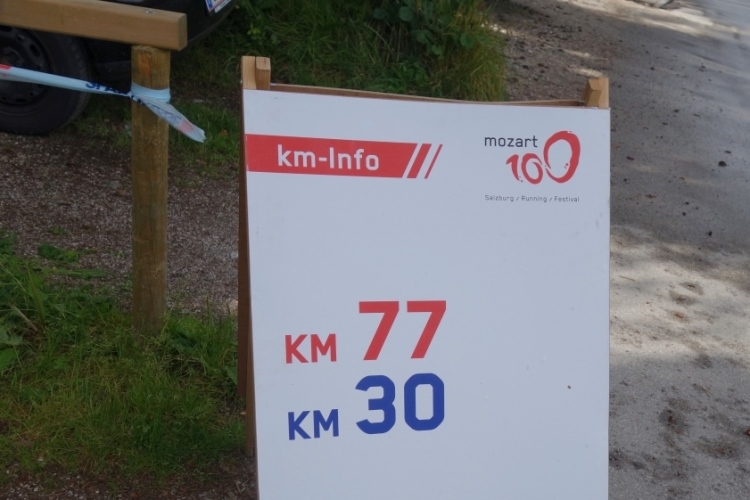 km-Info
mozart
100
Salzburg / Running / Festival
KM 77
KM 30